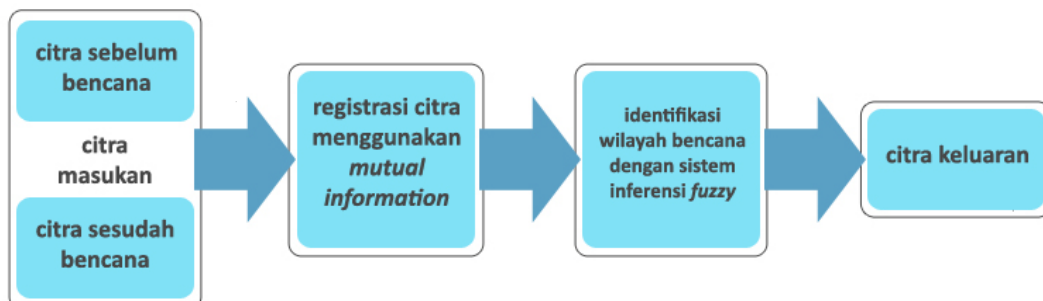 citra sebelum
bencana
citra
masukan
citra sesudah
bencana
registrasi citra
menggunakan
mutual
information
identifikasi
wilayah bencana
dengan sistem
inferensi fuzzy
citra keluaran